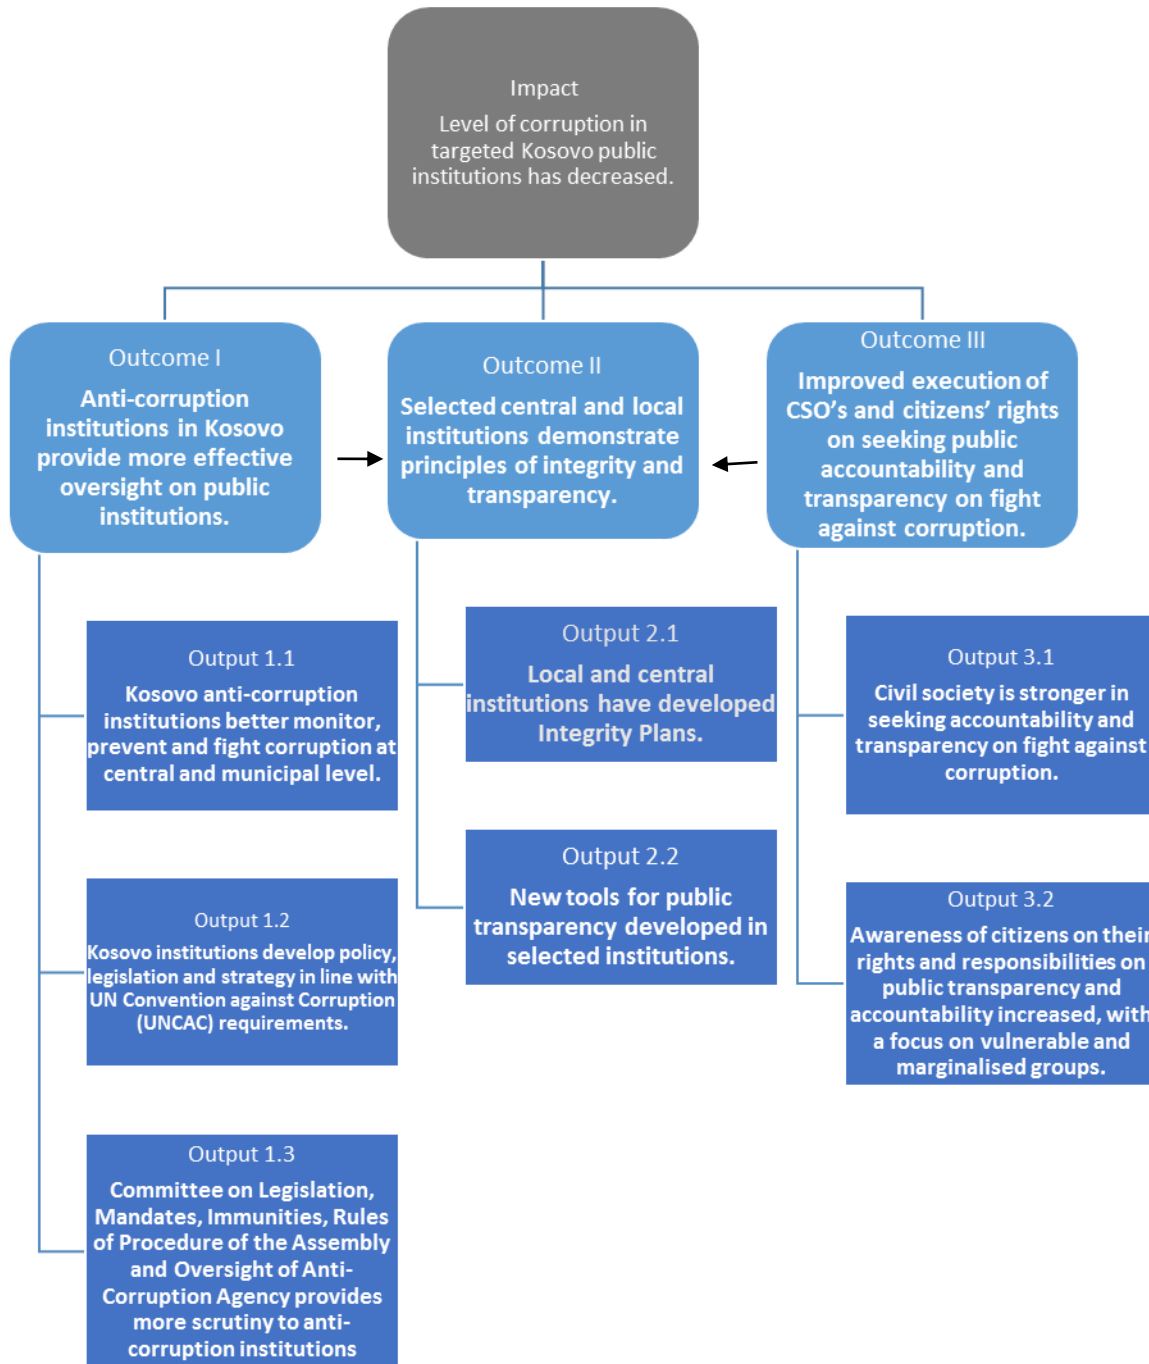 Impact
Level of corruption in
targeted Kosovo public
institutions has decreased.
Outcome I
Anti-corruption
institutions in Kosovo
provide more effective
oversight on public
institutions.
Outcome II
Selected central and local
institutions demonstrate
principles of integrity and
transparency.
Outcome III
Improved execution of
CSO’s and citizens’ rights
on seeking public
accountability and
transparency on fight
against corruption.
Output 1.1
Kosovo anti-corruption
institutions better monitor,
prevent and fight corruption at
central and municipal level.
Output 1.2
Kosovo institutions develop policy,
legislation and strategy in line with
UN Convention against Corruption
(UNCAC) requirements.
Output 1.3
Committee on Legislation,
Mandates, Immunities, Rules
of Procedure of the Assembly
and Oversight of Anti-
Corruption Agency provides
more scrutiny to anti-
corruption institutions
Output 2.1
Local and central
institutions have developed
Integrity Plans.
Output 2.2
New tools for public
transparency developed in
selected institutions.
Output 3.1
Civil society is stronger in
seeking accountability and
transparency on fight against
corruption.
Output 3.2
Awareness of citizens on their
rights and responsibilities on
public transparency and
accountability increased, with
a focus on vulnerable and
marginalised groups.